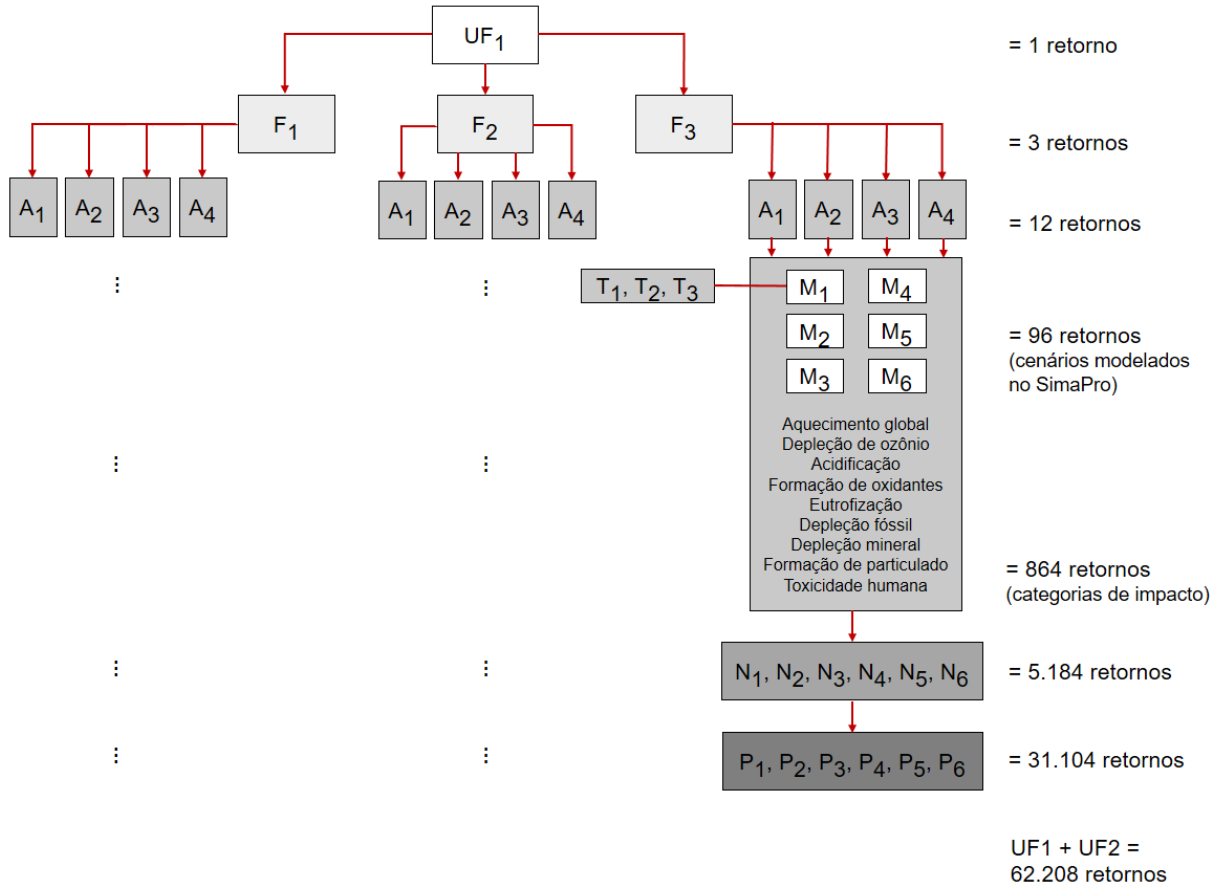 UF1
= 1 retorno
F1
F2
F3
= 3 retornos
A1 A2 A3 A4
A1 A2 A3 A4
A1 A2 A3 A4
= 12 retornos
⋮ ⋮
T1, T2, T3
M1 M4
M2 M5
M3 M6
= 96 retornos
(cenários modelados
no SimaPro)
Aquecimento global
Depleção de ozônio
Acidificação
Formação de oxidantes
Eutrofização
Depleção fóssil
Depleção mineral
Formação de particulado
Toxicidade humana
⋮ ⋮
= 864 retornos
(categorias de impacto)
⋮ ⋮
N1, N2, N3, N4, N5, N6
= 5.184 retornos
⋮ ⋮
P1, P2, P3, P4, P5, P6
= 31.104 retornos
UF1 + UF2 =
62.208 retornos